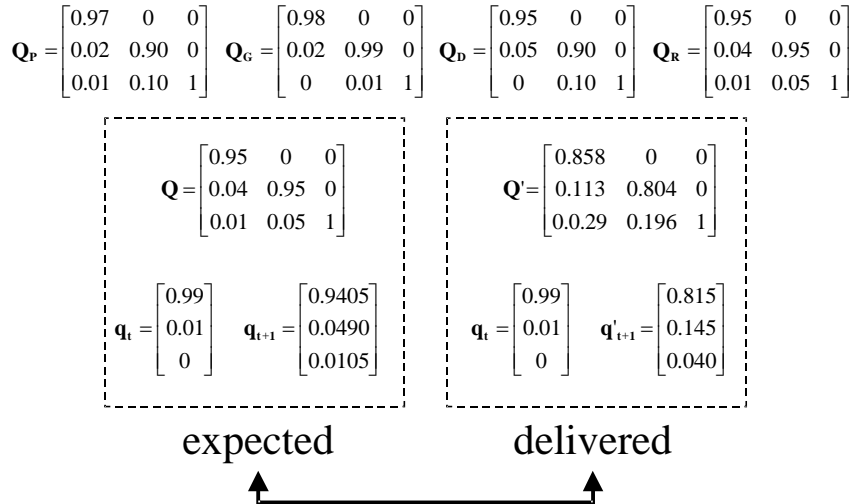 Q_P = [0.97 0 0; 0.02 0.90 0; 0.01 0.10 1] Q_G = [0.98 0 0; 0.02 0.99 0; 0 0.01 1] Q_D = [0.95 0 0; 0.05 0.90 0; 0 0.10 1] Q_R = [0.95 0 0; 0.04 0.95 0; 0.01 0.05 1]
Q = [0.95 0 0; 0.04 0.95 0; 0.01 0.05 1]
Q' = [0.858 0 0; 0.113 0.804 0; 0.0.29 0.196 1]
q_t = [0.99; 0.01; 0] q_t+1 = [0.9405; 0.0490; 0.0105]
q_t = [0.99; 0.01; 0] q'_t+1 = [0.815; 0.145; 0.040]
expected
delivered